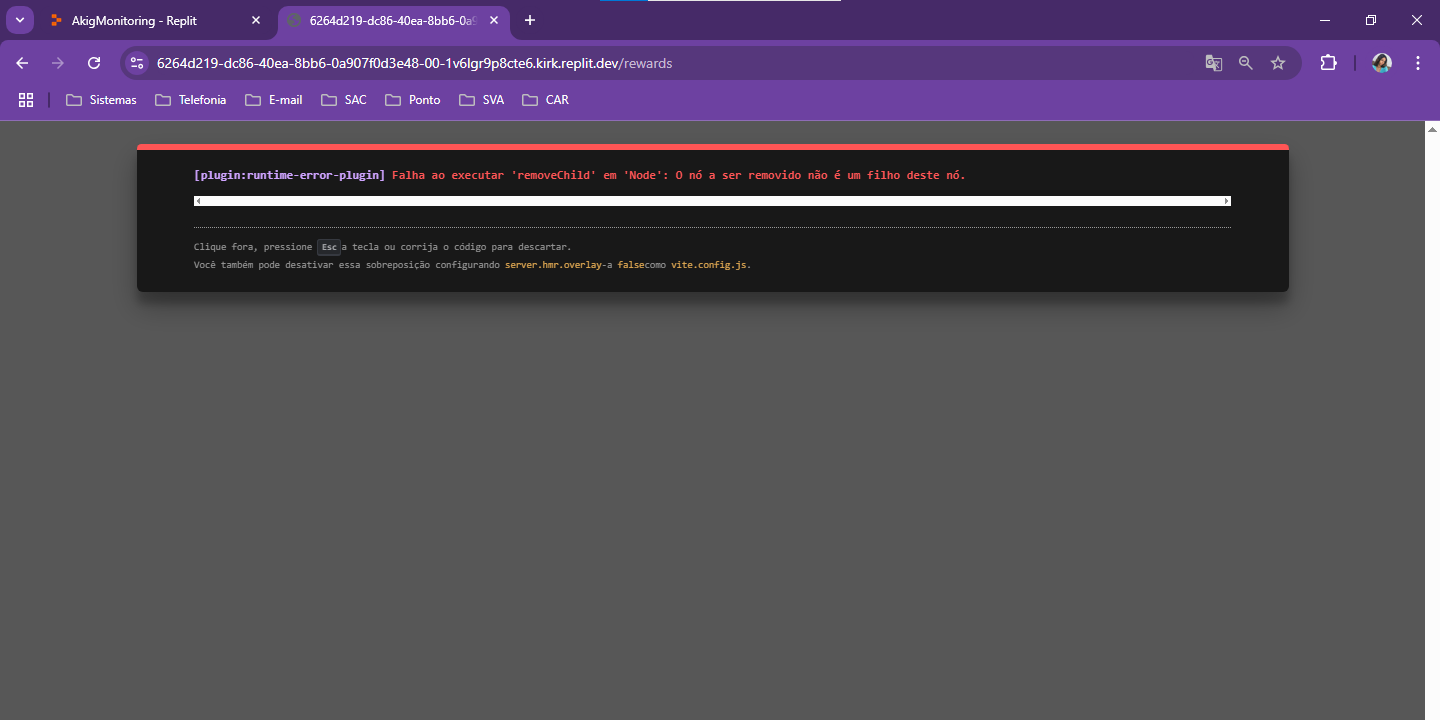 AkigMonitoring - Replit
6264d219-dc86-40ea-8bb6-0a9
6264d219-dc86-40ea-8bb6-0a907f0d3e48-00-1v6lgr9p8cte6.kirk.replit.dev/rewards
Sistemas Telefonia E-mail SAC Ponto SVA CAR
[plugin:runtime-error-plugin] Falha ao executar 'removeChild' em 'Node': O nó a ser removido não é um filho deste nó.
Clique fora, pressione Esc a tecla ou corrija o código para descartar.
Você também pode desativar essa sobreposição configurando server.hmr.overlay-a falsecomo vite.config.js.